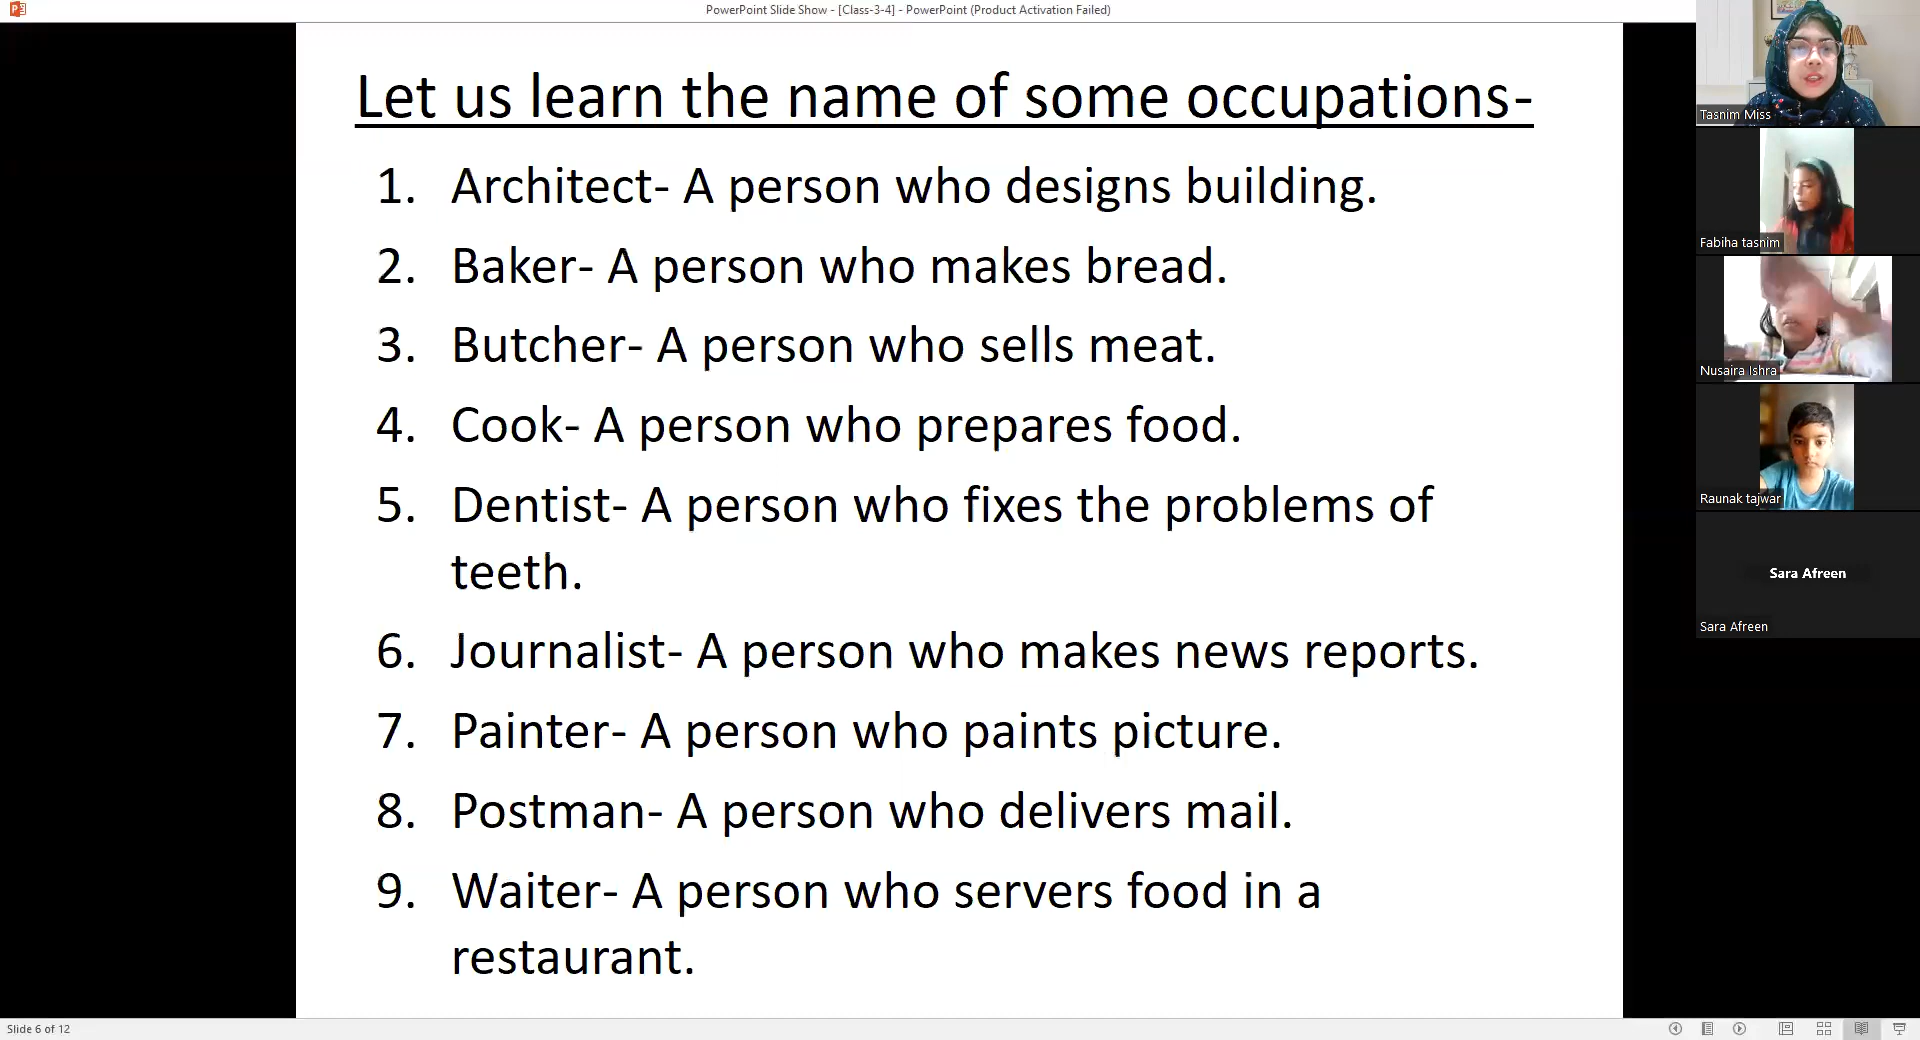 PowerPoint Slide Show - [Class-3-4] - PowerPoint (Product Activation Failed)
Let us learn the name of some occupations-
1. Architect- A person who designs building.
2. Baker- A person who makes bread.
3. Butcher- A person who sells meat.
4. Cook- A person who prepares food.
5. Dentist- A person who fixes the problems of
teeth.
6. Journalist- A person who makes news reports.
7. Painter- A person who paints picture.
8. Postman- A person who delivers mail.
9. Waiter- A person who servers food in a
restaurant.
Tasnim Miss
Fabiha tasnim
Nusaira Ishra
Raunak tajwar
Sara Afreen
Sara Afreen
Slide 6 of 12